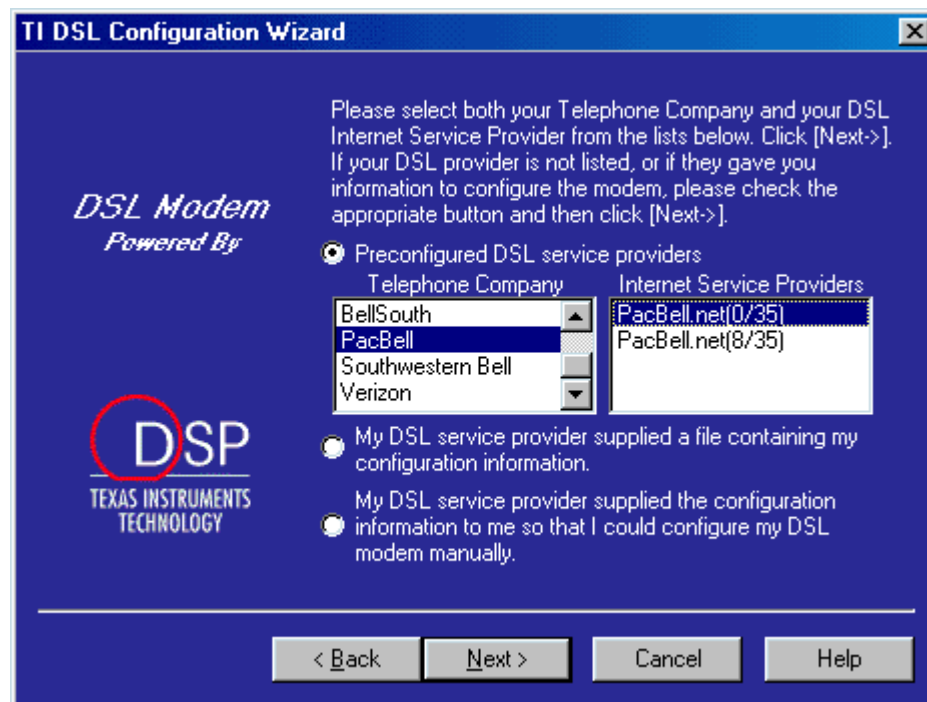 TI DSL Configuration Wizard
Please select both your Telephone Company and your DSL
Internet Service Provider from the lists below. Click [Next->].
If your DSL provider is not listed, or if they gave you
information to configure the modem, please check the
appropriate button and then click [Next->].
DSL Modem
Powered By
Preconfigured DSL service providers
Telephone Company
Internet Service Providers
BellSouth
PacBell
Southwestern Bell
Verizon
PacBell.net(0/35)
PacBell.net(8/35)
My DSL service provider supplied a file containing my
configuration information.
My DSL service provider supplied the configuration
information to me so that I could configure my DSL
modem manually.
DSP
TEXAS INSTRUMENTS
TECHNOLOGY
< Back
Next >
Cancel
Help